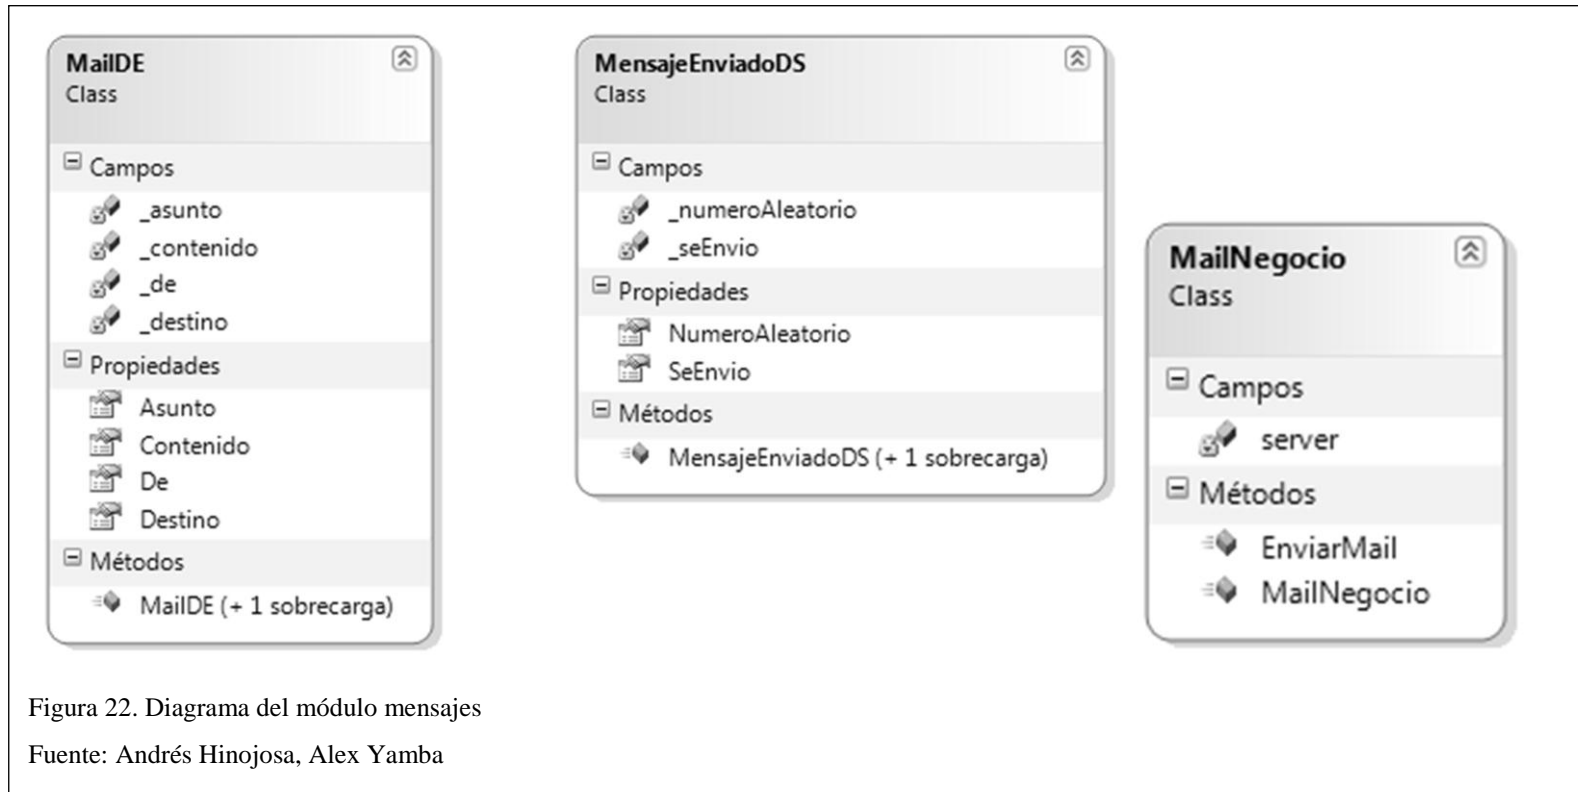 MailDE
Class
Campos
_asunto
_contenido
_de
_destino
Propiedades
Asunto
Contenido
De
Destino
Métodos
MailDE (+ 1 sobrecarga)
MensajeEnviadoDS
Class
Campos
_numeroAleatorio
_seEnvio
Propiedades
NumeroAleatorio
SeEnvio
Métodos
MensajeEnviadoDS (+ 1 sobrecarga)
MailNegocio
Class
Campos
server
Métodos
EnviarMail
MailNegocio
Figura 22. Diagrama del módulo mensajes
Fuente: Andrés Hinojosa, Alex Yamba